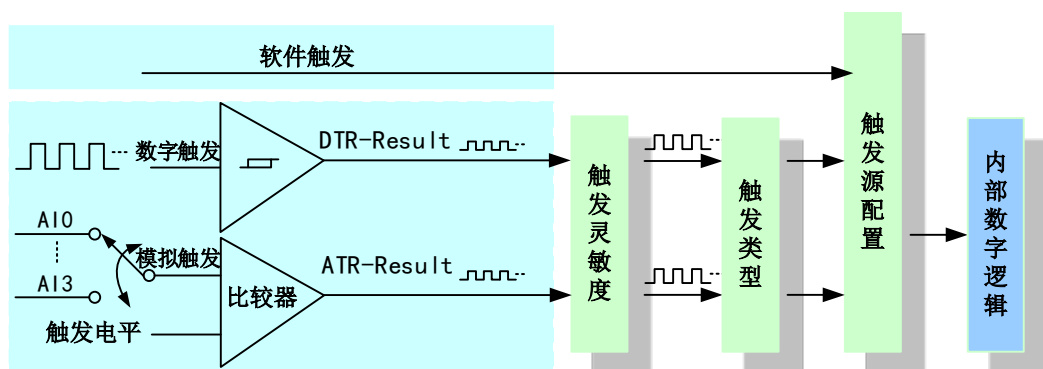 软件触发
数字触发
DTR-Result
AI0
AI3
模拟触发
触发电平
比较器
ATR-Result
触发灵敏度
触发类型
触发源配置
内部数字逻辑